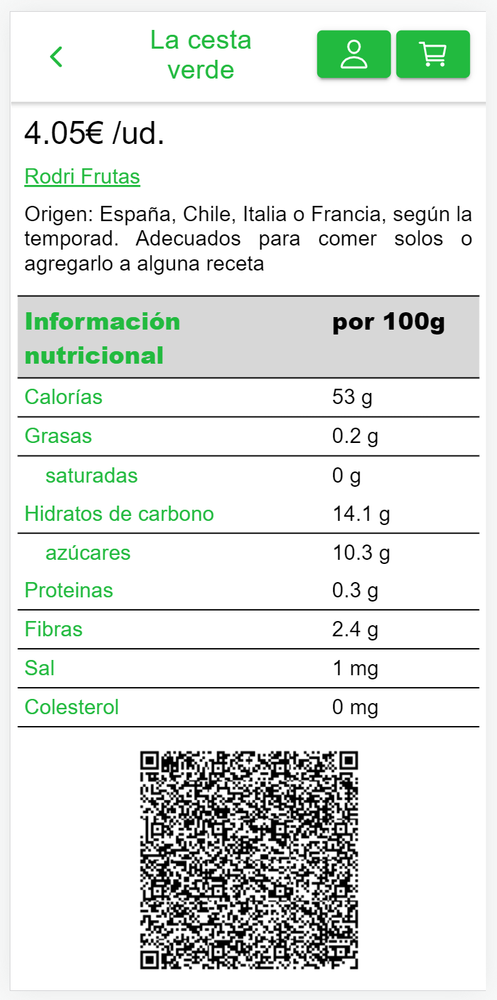 La cesta
verde
4.05€ /ud.
Rodri Frutas
Origen: España, Chile, Italia o Francia, según la
temporad. Adecuados para comer solos o
agregarlo a alguna receta
Información por 100g
nutricional
Calorías 53 g
Grasas 0.2 g
saturadas 0 g
Hidratos de carbono 14.1 g
azúcares 10.3 g
Proteinas 0.3 g
Fibras 2.4 g
Sal 1 mg
Colesterol 0 mg